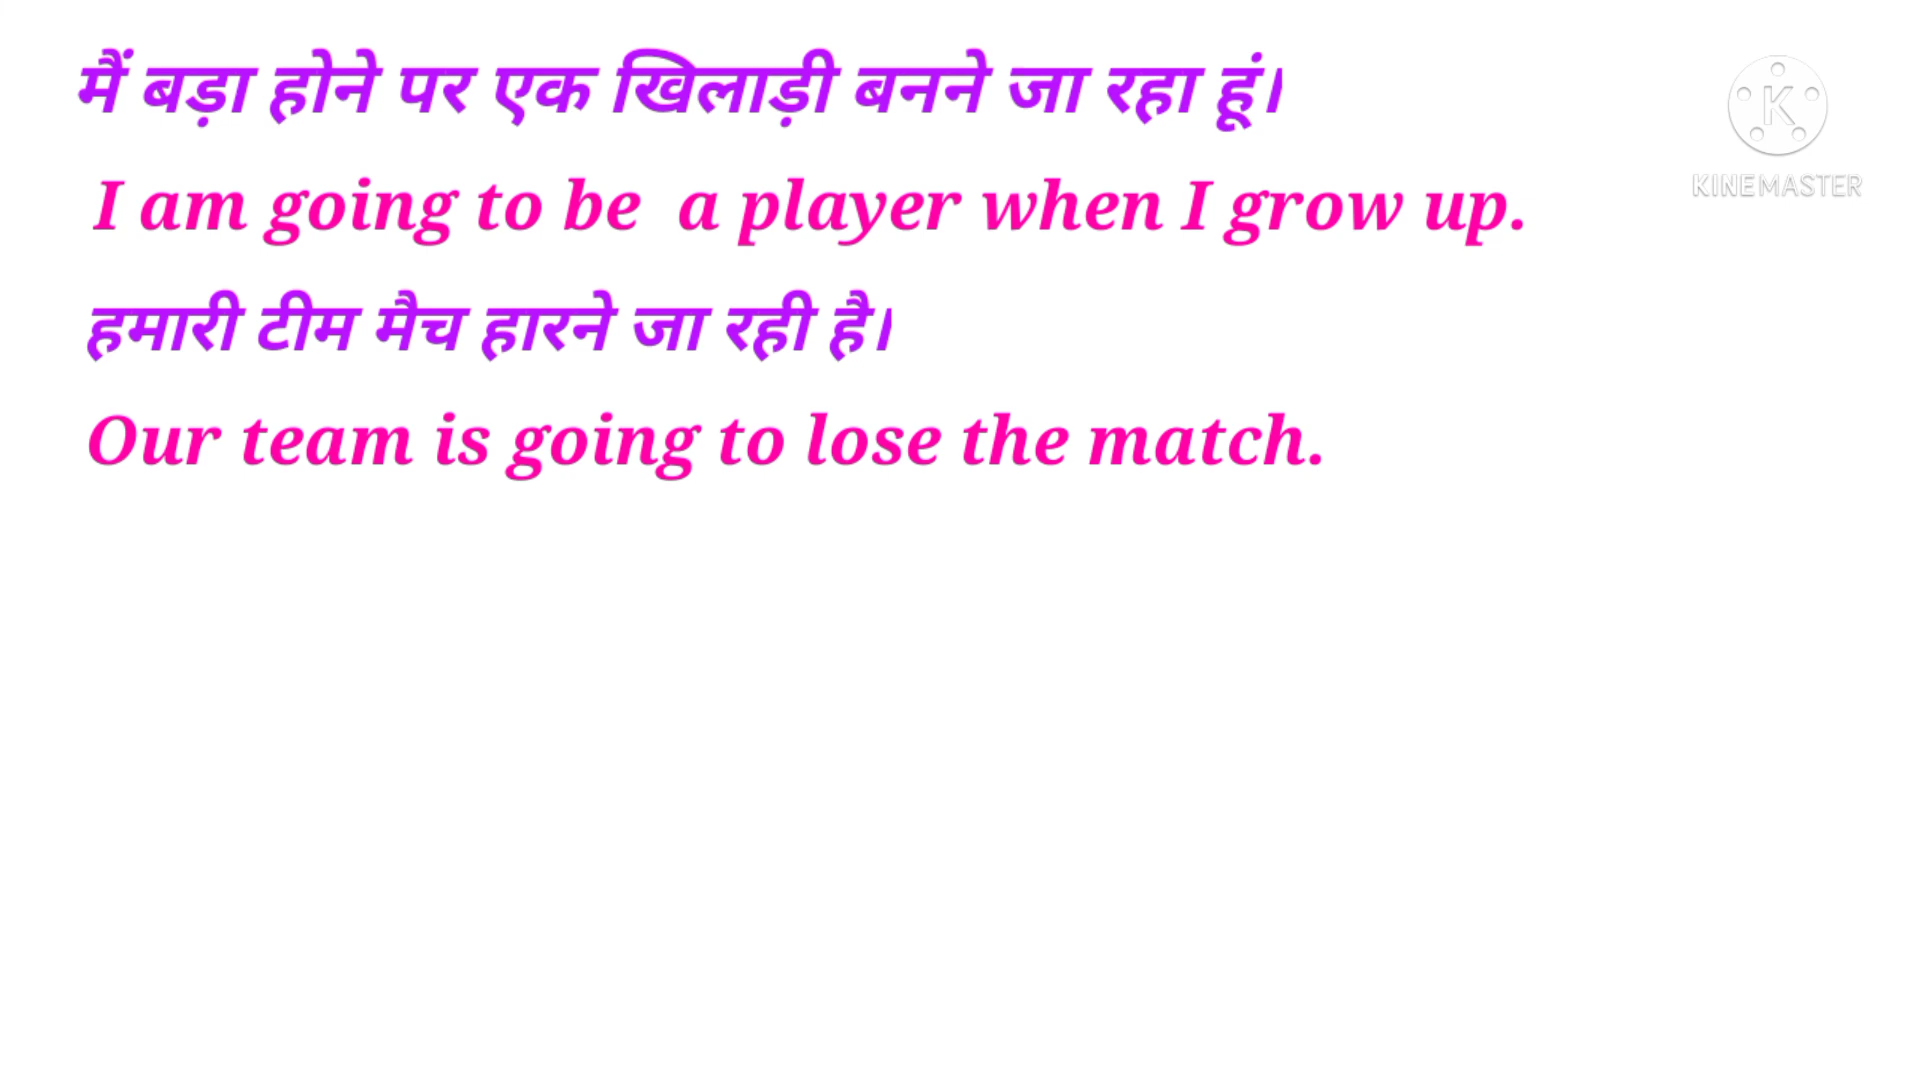 मैं बड़ा होने पर एक खिलाड़ी बनने जा रहा हूं।
I am going to be  a player when I grow up.
हमारी टीम मैच हारने जा रही है।
Our team is going to lose the match.
K
KINEMASTER